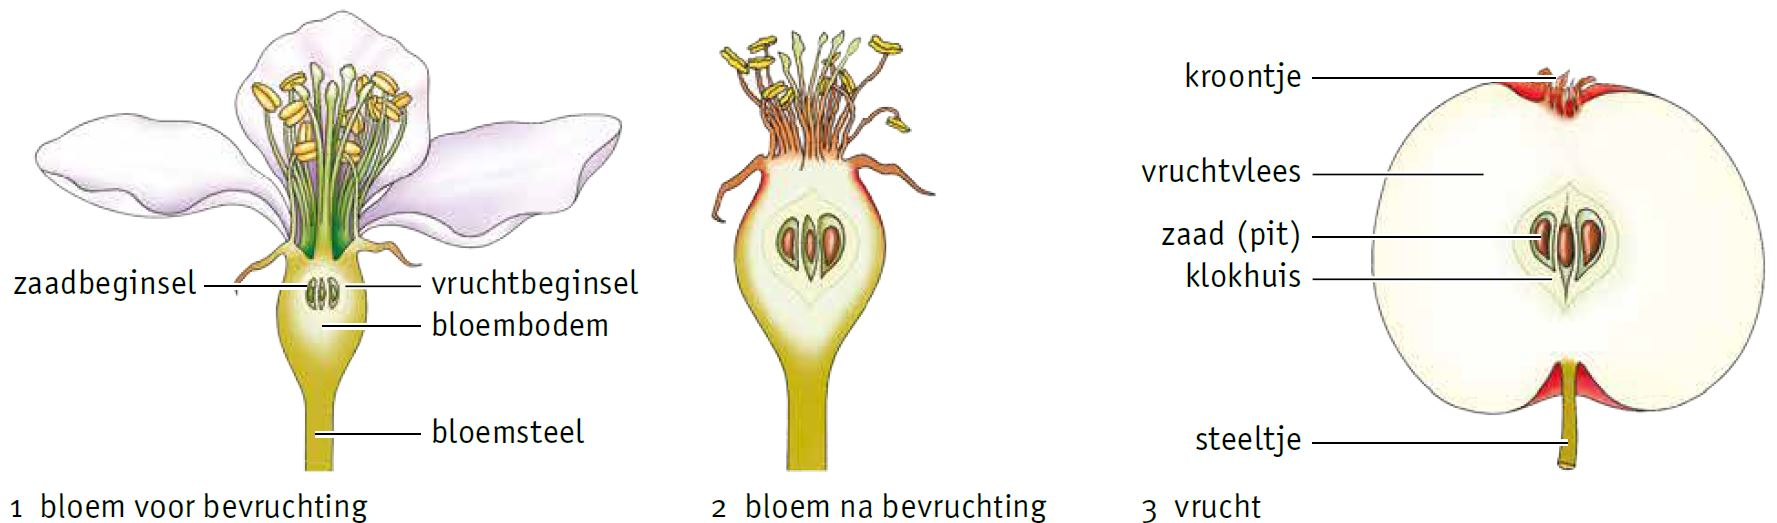 zaadbeginsel
vruchtbeginsel
bloembodem
bloemsteel
1 bloem voor bevruchting
2 bloem na bevruchting
kroontje
vruchtvlees
zaad (pit)
klokhuis
steeltje
3 vrucht